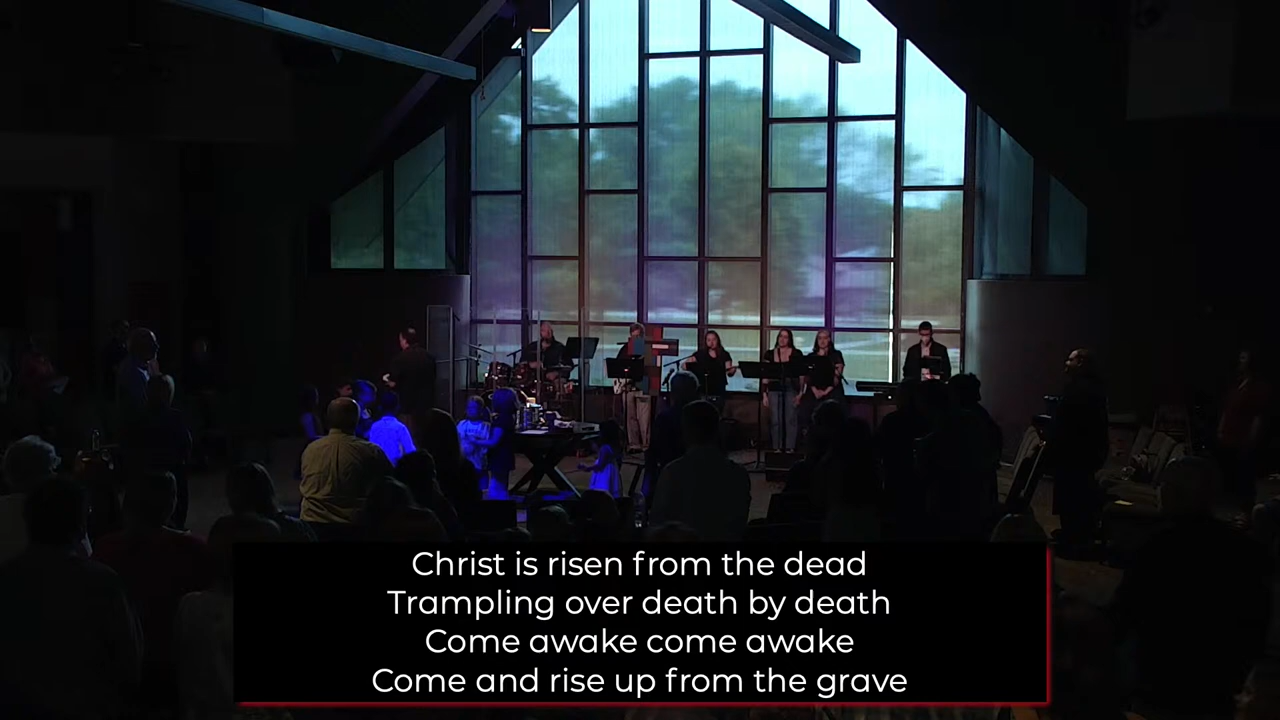 Christ is risen from the dead
Trampling over death by death
Come awake come awake
Come and rise up from the grave